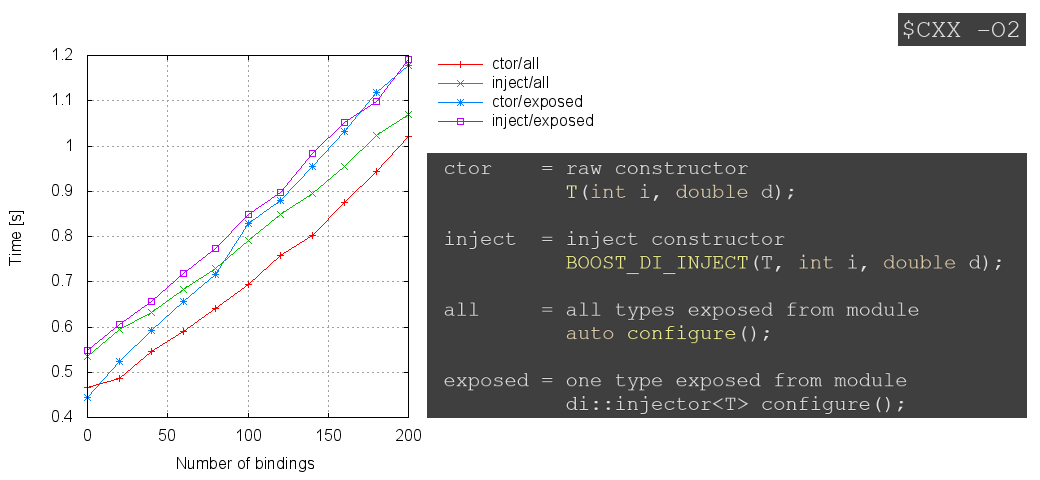 $CXX -O2
1.2
1.1
1
0.9
0.8
0.7
0.6
0.5
0.4
0 50 100 150 200
Time [s]
Number of bindings
ctor/all
inject/all
ctor/exposed
inject/exposed
ctor = raw constructor
T(int i, double d);
inject = inject constructor
BOOST_DI_INJECT(T, int i, double d);
all = all types exposed from module
auto configure();
exposed = one type exposed from module
di::injector<T> configure();